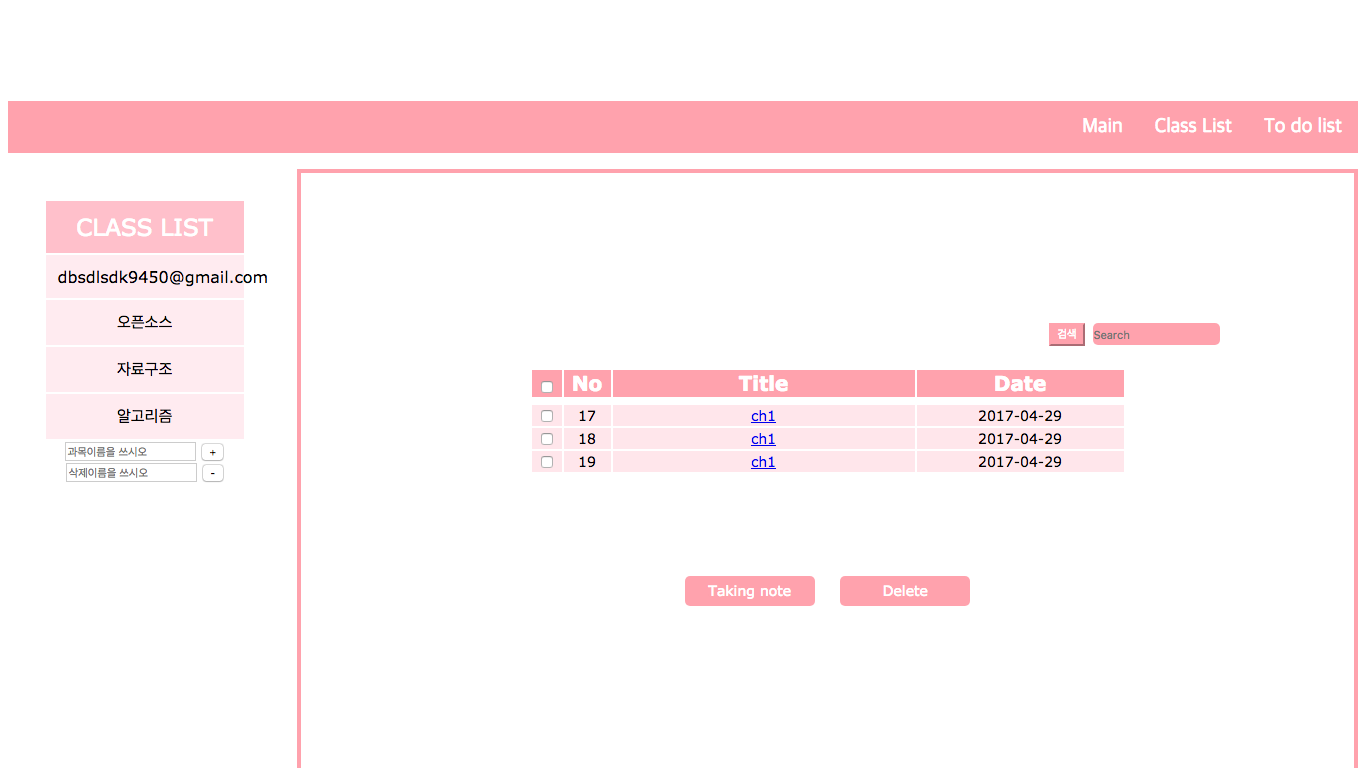 Main Class List To do list
CLASS LIST
dbsdlsdk9450@gmail.com
오픈소스
자료구조
알고리즘
과목이름을 쓰시오 +
삭제이름을 쓰시오 -
검색 Search
No Title Date
17 ch1 2017-04-29
18 ch1 2017-04-29
19 ch1 2017-04-29
Taking note Delete